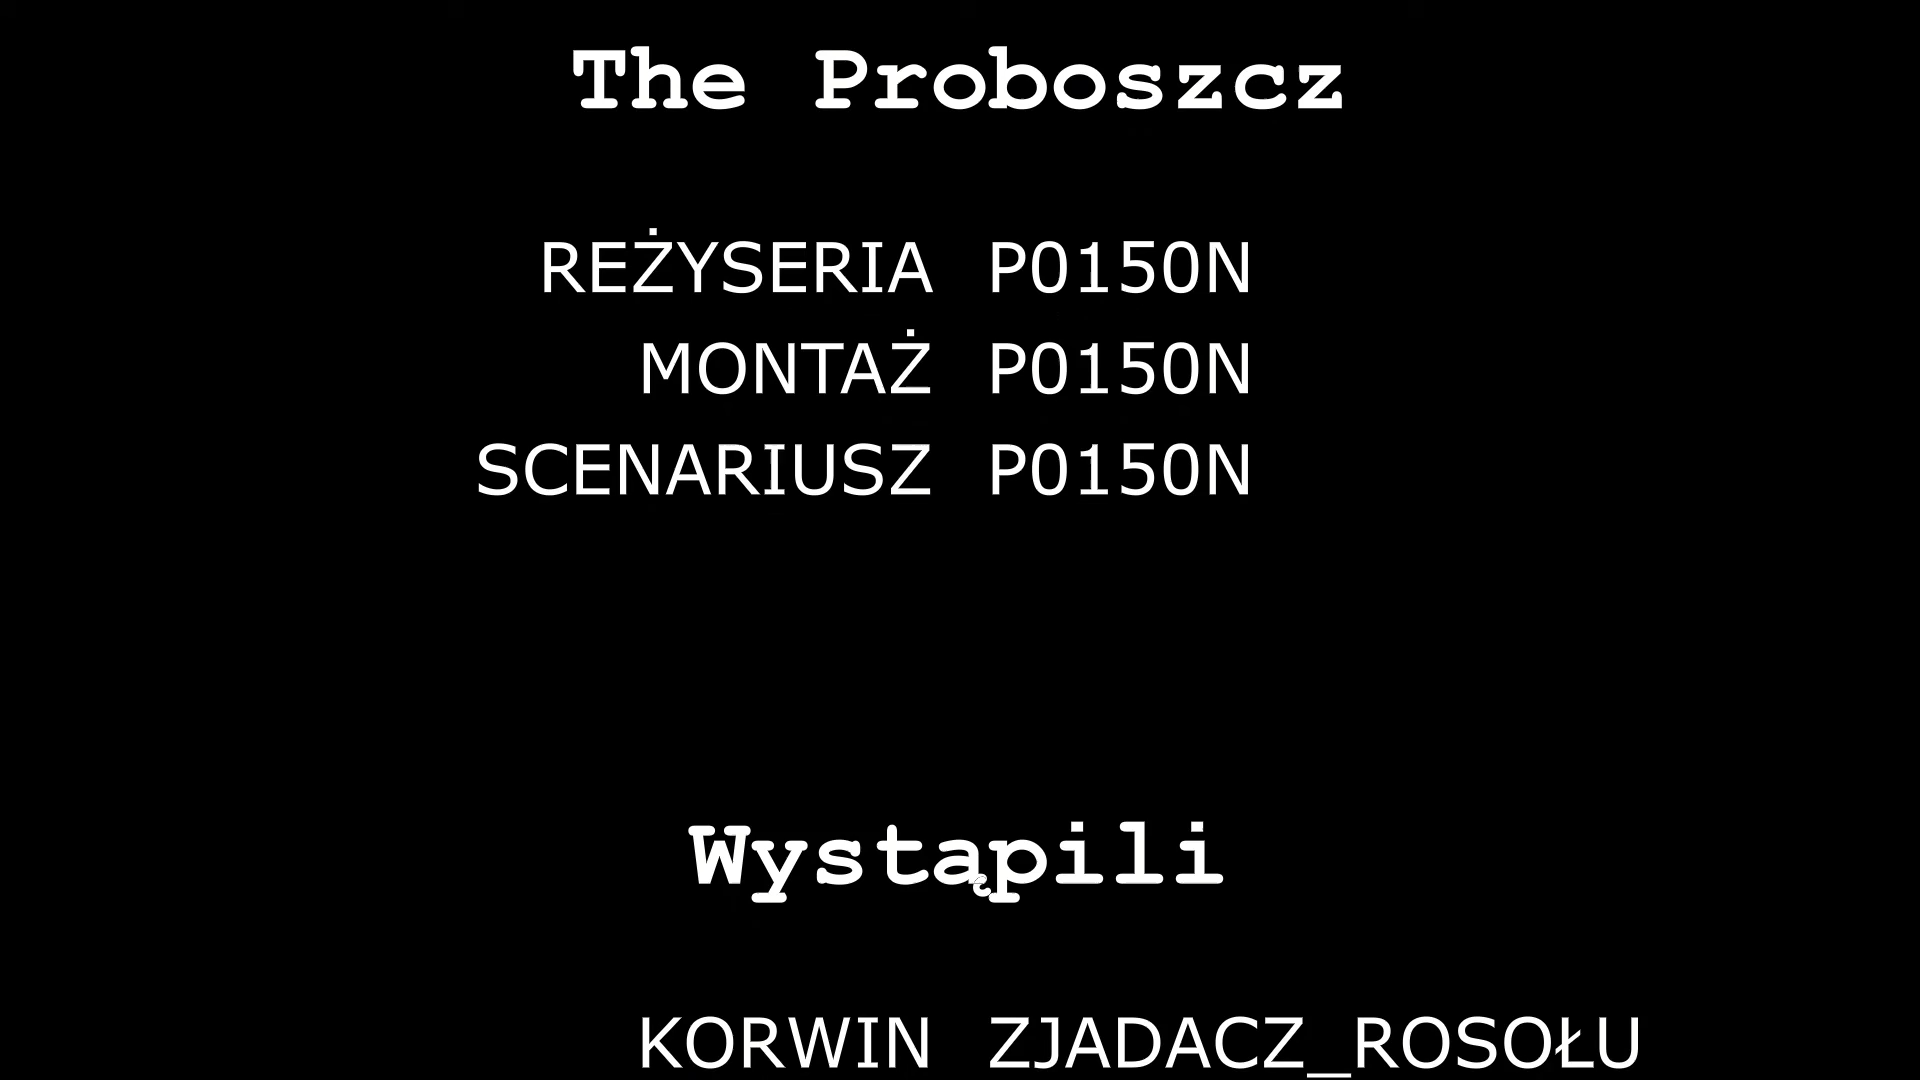 The Proboszcz
REŻYSERIA P0150N
MONTAŻ P0150N
SCENARIUSZ P0150N
Wystąpili
KORWIN ZJADACZ_ROSOŁU